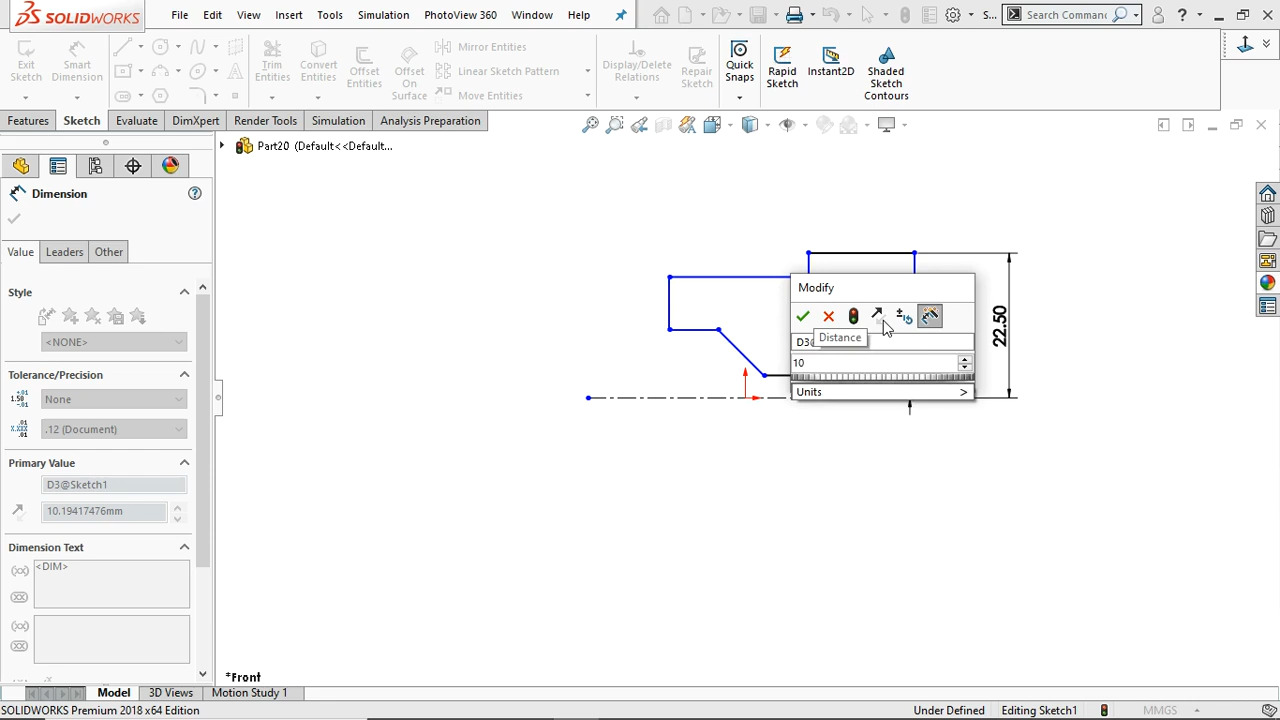 DS SOLIDWORKS
File Edit View Insert Tools Simulation PhotoView 360 Window Help
S...
Search Comman
?
Exit Sketch
Smart Dimension
Trim Entities
Convert Entities
Offset Entities
Offset On Surface
Mirror Entities
Linear Sketch Pattern
Move Entities
Display/Delete Relations
Repair Sketch
Quick Snaps
Rapid Sketch
Instant2D
Shaded Sketch Contours
Features Sketch Evaluate DimXpert Render Tools Simulation Analysis Preparation
Part20 (Default<<Default...
Dimension
Value Leaders Other
Style
<NONE>
Tolerance/Precision
None
.12 (Document)
Primary Value
D3@Sketch1
10.19417476mm
Dimension Text
<DIM>
Modify
Distance
D3@
10
Units >
22.50
*Front
Model 3D Views Motion Study 1
SOLIDWORKS Premium 2018 x64 Edition
Under Defined Editing Sketch1 MMGS